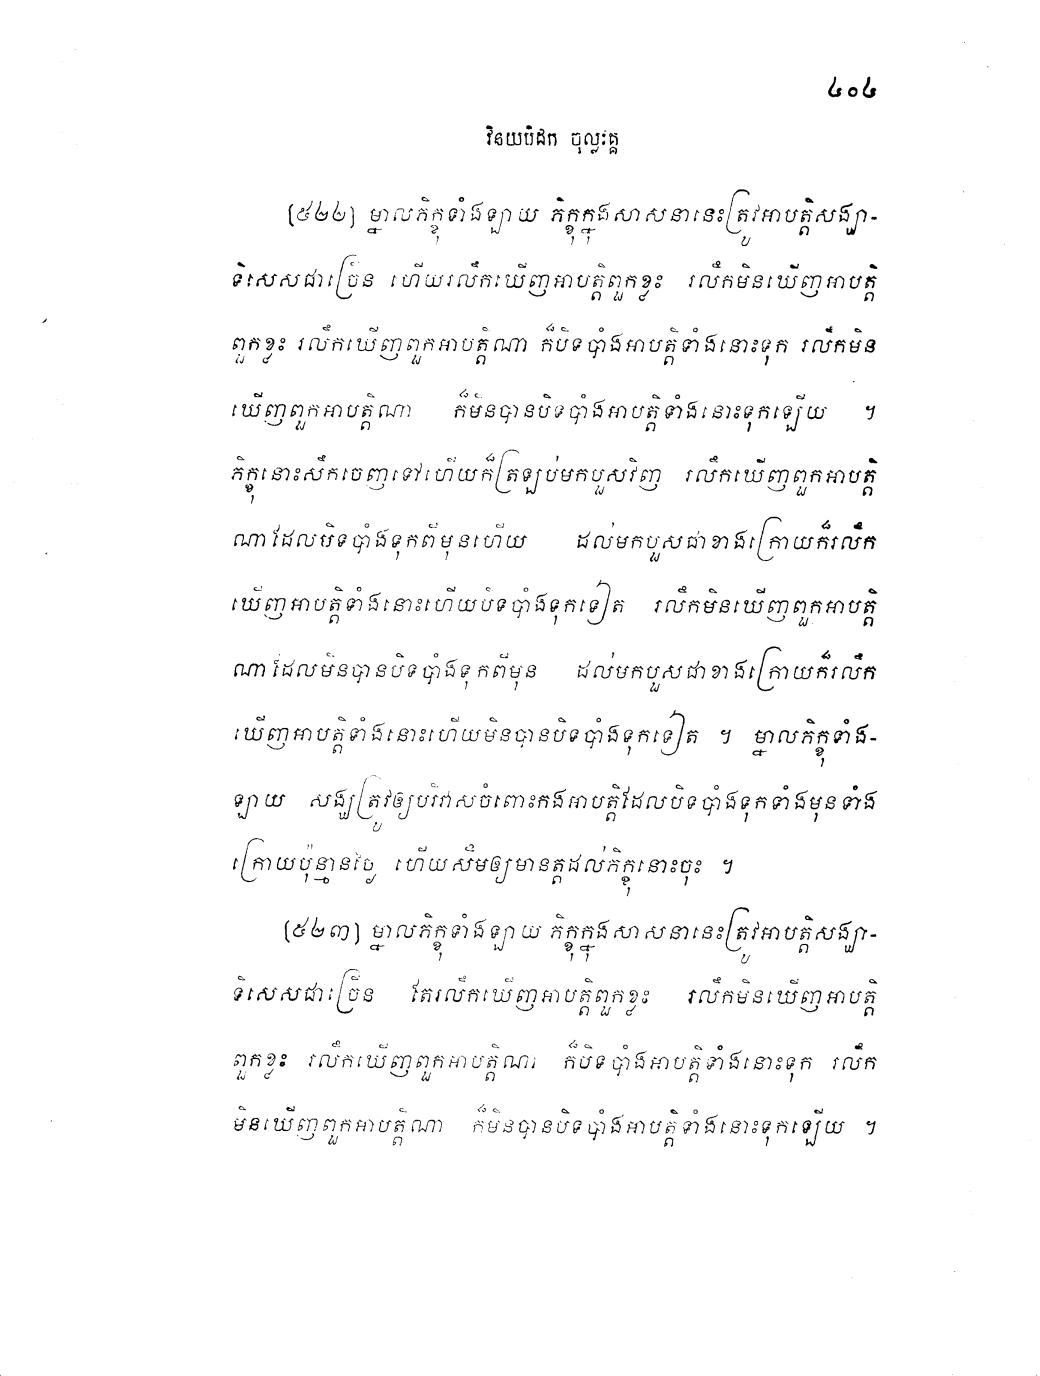 ៤០៤
វិនយបិដក ចុល្លវគ្គ
(៥២២) ម្នាលភិក្ខុទាំងឡាយ ភិក្ខុក្នុងសាសនានេះត្រូវអាបត្តិសង្ឃា-
ទិសេសជាច្រើន ហើយរលឹកឃើញអាបត្តិពួកខ្លះ រលឹកមិនឃើញអាបត្តិ
ពួកខ្លះ រលឹកឃើញពួកអាបត្តិណា ក៏បិទបាំងអាបត្តិទាំងនោះទុក រលឹកមិន
ឃើញពួកអាបត្តិណា ក៏មិនបានបិទបាំងអាបត្តិទាំងនោះទុកឡើយ ។
ភិក្ខុនោះសឹកចេញទៅហើយក៏ត្រឡប់មកបួសវិញ រលឹកឃើញពួកអាបត្តិ
ណាដែលបិទបាំងទុកពីមុនហើយ ដល់មកបួសជាខាងក្រោយក៏រលឹក
ឃើញអាបត្តិទាំងនោះហើយបិទបាំងទុកទៀត រលឹកមិនឃើញពួកអាបត្តិ
ណាដែលមិនបានបិទបាំងទុកពីមុន ដល់មកបួសជាខាងក្រោយក៏រលឹក
ឃើញអាបត្តិទាំងនោះហើយមិនបានបិទបាំងទុកទៀត ។ ម្នាលភិក្ខុទាំង-
ឡាយ សង្ឃត្រូវឲ្យបរិវាសចំពោះកងអាបត្តិដែលបិទបាំងទុកទាំងមុនទាំង
ក្រោយប៉ុន្មានថ្ងៃ ហើយសឹមឲ្យមានត្តដល់ភិក្ខុនោះចុះ ។
(៥២៣) ម្នាលភិក្ខុទាំងឡាយ ភិក្ខុក្នុងសាសនានេះត្រូវអាបត្តិសង្ឃា-
ទិសេសជាច្រើន តែរលឹកឃើញអាបត្តិពួកខ្លះ រលឹកមិនឃើញអាបត្តិ
ពួកខ្លះ រលឹកឃើញពួកអាបត្តិណា ក៏បិទបាំងអាបត្តិទាំងនោះទុក រលឹក
មិនឃើញពួកអាបត្តិណា ក៏មិនបានបិទបាំងអាបត្តិទាំងនោះទុកឡើយ ។